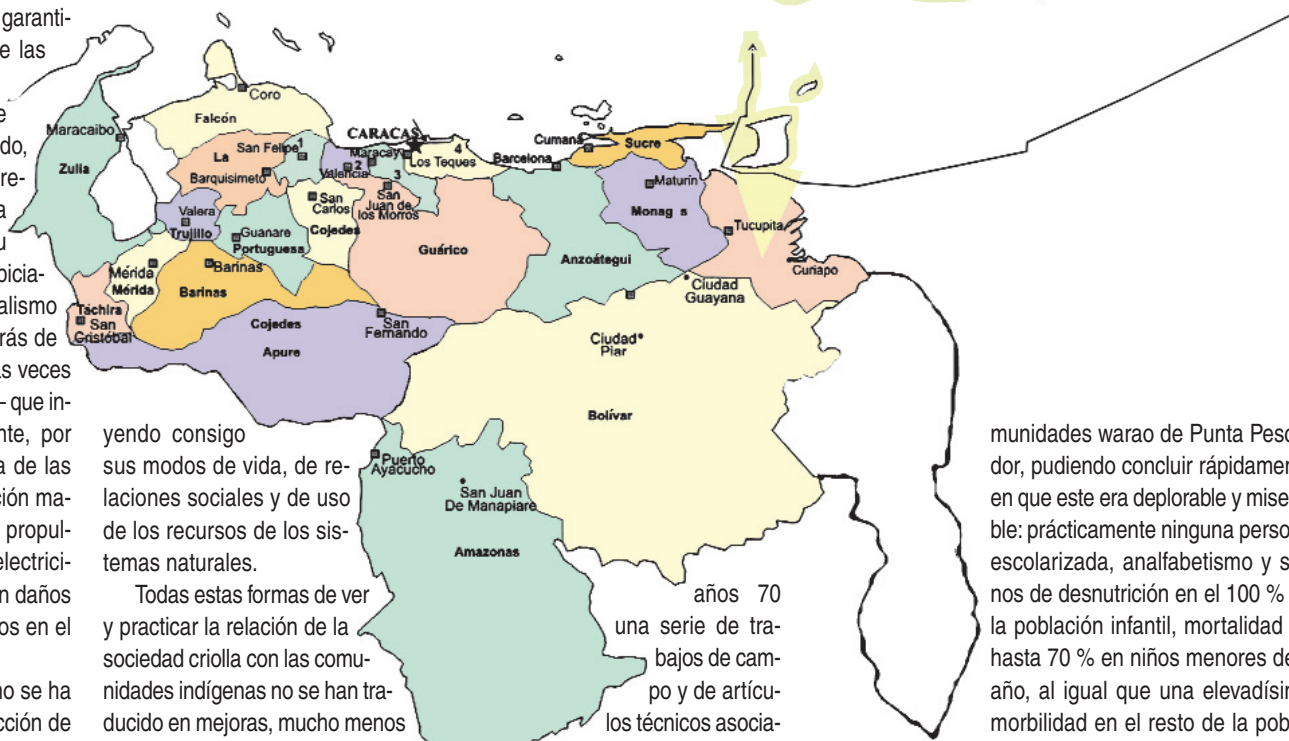 garanti-
e las
e
do,
re-
a
u
oicia-
alismo
rás de
as veces
– que in-
nte, por
a de las
ción ma-
propul-
electrici-
n daños
os en el
no se ha
cción de
yendo consigo
sus modos de vida, de re-
laciones sociales y de uso
de los recursos de los sis-
temas naturales.
Todas estas formas de ver
y practicar la relación de la
sociedad criolla con las comu-
nidades indígenas no se han tra-
ducido en mejoras, mucho menos
años 70
una serie de tra-
bajos de cam-
po y de artícu-
los técnicos asocia-
munidades warao de Punta Pesc
dor, pudiendo concluir rápidamen
en que este era deplorable y mise
ble: prácticamente ninguna perso
escolarizada, analfabetismo y s
nos de desnutrición en el 100 %
la población infantil, mortalidad
hasta 70 % en niños menores de
año, al igual que una elevadísin
morbilidad en el resto de la pob
Coro
Falcón
Maracaibo
Zulia
La
San Felipe
1
Barquisimeto
CARACAS
Maracay
2
Valencia
3
4
Los Teques
San
Juan de
los Morros
San
Carlos
Cojedes
Valera
Trujillo
Guanare
Portuguesa
Mérida
Mérida
Barinas
Barinas
Táchira
San
Cristóbal
Cojedes
Apure
San
Fernando
Guárico
Barcelona
Cumaná
Sucre
Anzoátegui
Maturín
Monag s
Tucupita
Curiapo
Ciudad
Guayana
Ciudad
Piar
Bolívar
Puerto
Ayacucho
San Juan
De Manapiare
Amazonas